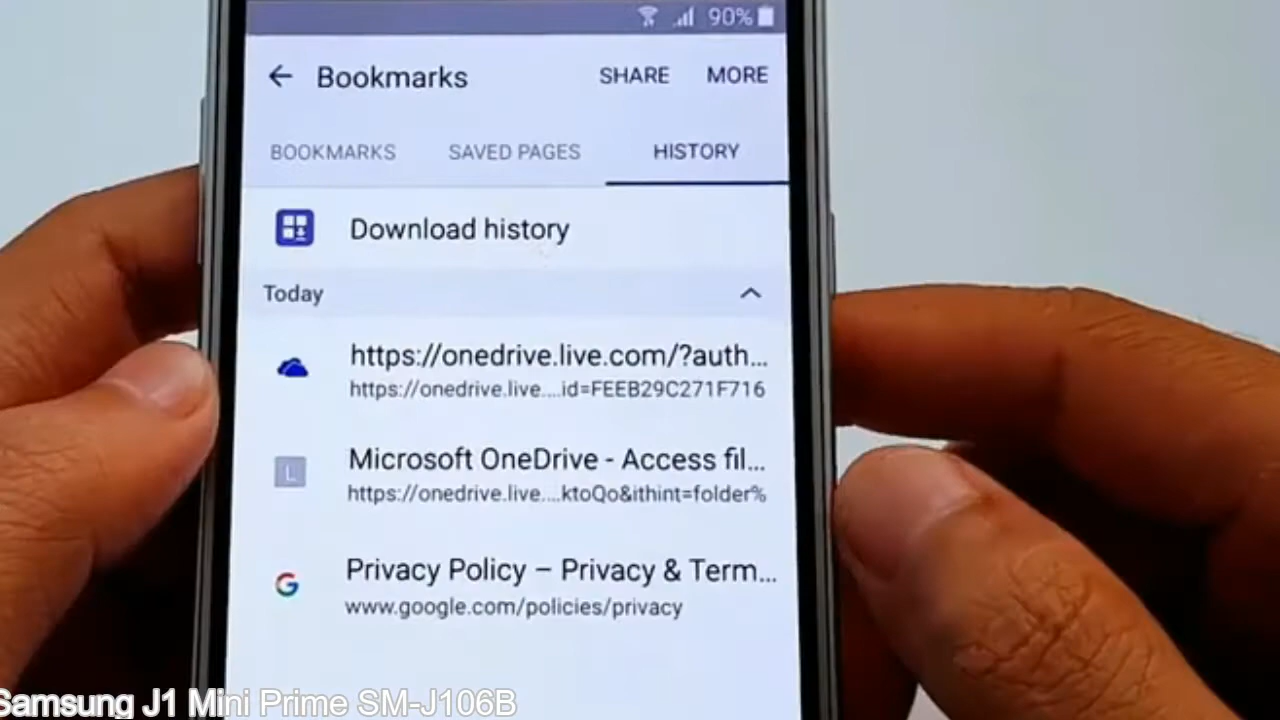 90%
Bookmarks SHARE MORE
BOOKMARKS SAVED PAGES HISTORY
Download history
Today
https://onedrive.live.com/?auth...
https://onedrive.live....id=FEEB29C271F716
L
Microsoft OneDrive - Access fil...
https://onedrive.live....ktoQo&ithint=folder%
G
Privacy Policy – Privacy & Term...
www.google.com/policies/privacy
Samsung J1 Mini Prime SM-J106B